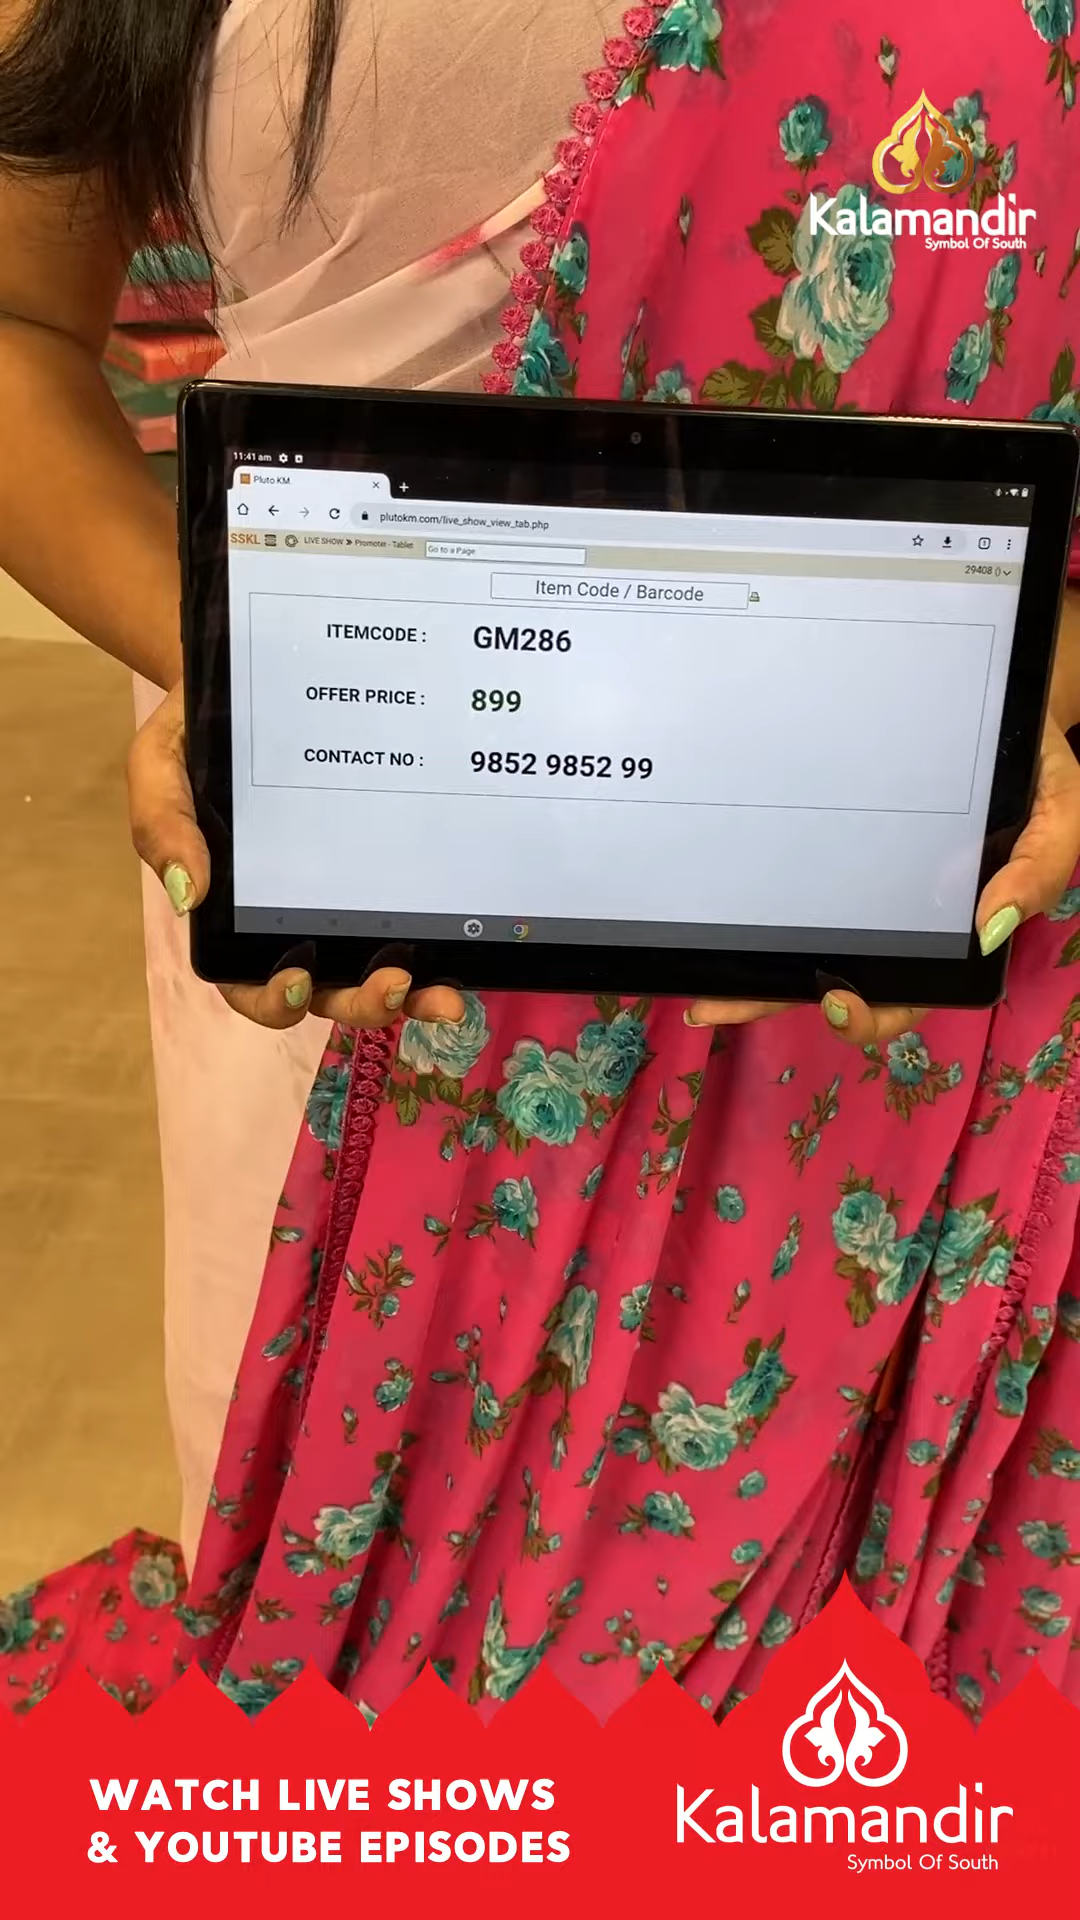 Kalamandir
Symbol Of South
11:41 am
Pluto KM
plutokm.com/live_show_view_tab.php
SSKL LIVE SHOW » Promoter - Tablet Go to a Page
29408 ()
Item Code / Barcode
ITEMCODE : GM286
OFFER PRICE : 899
CONTACT NO : 9852 9852 99
WATCH LIVE SHOWS
& YOUTUBE EPISODES
Kalamandir
Symbol Of South